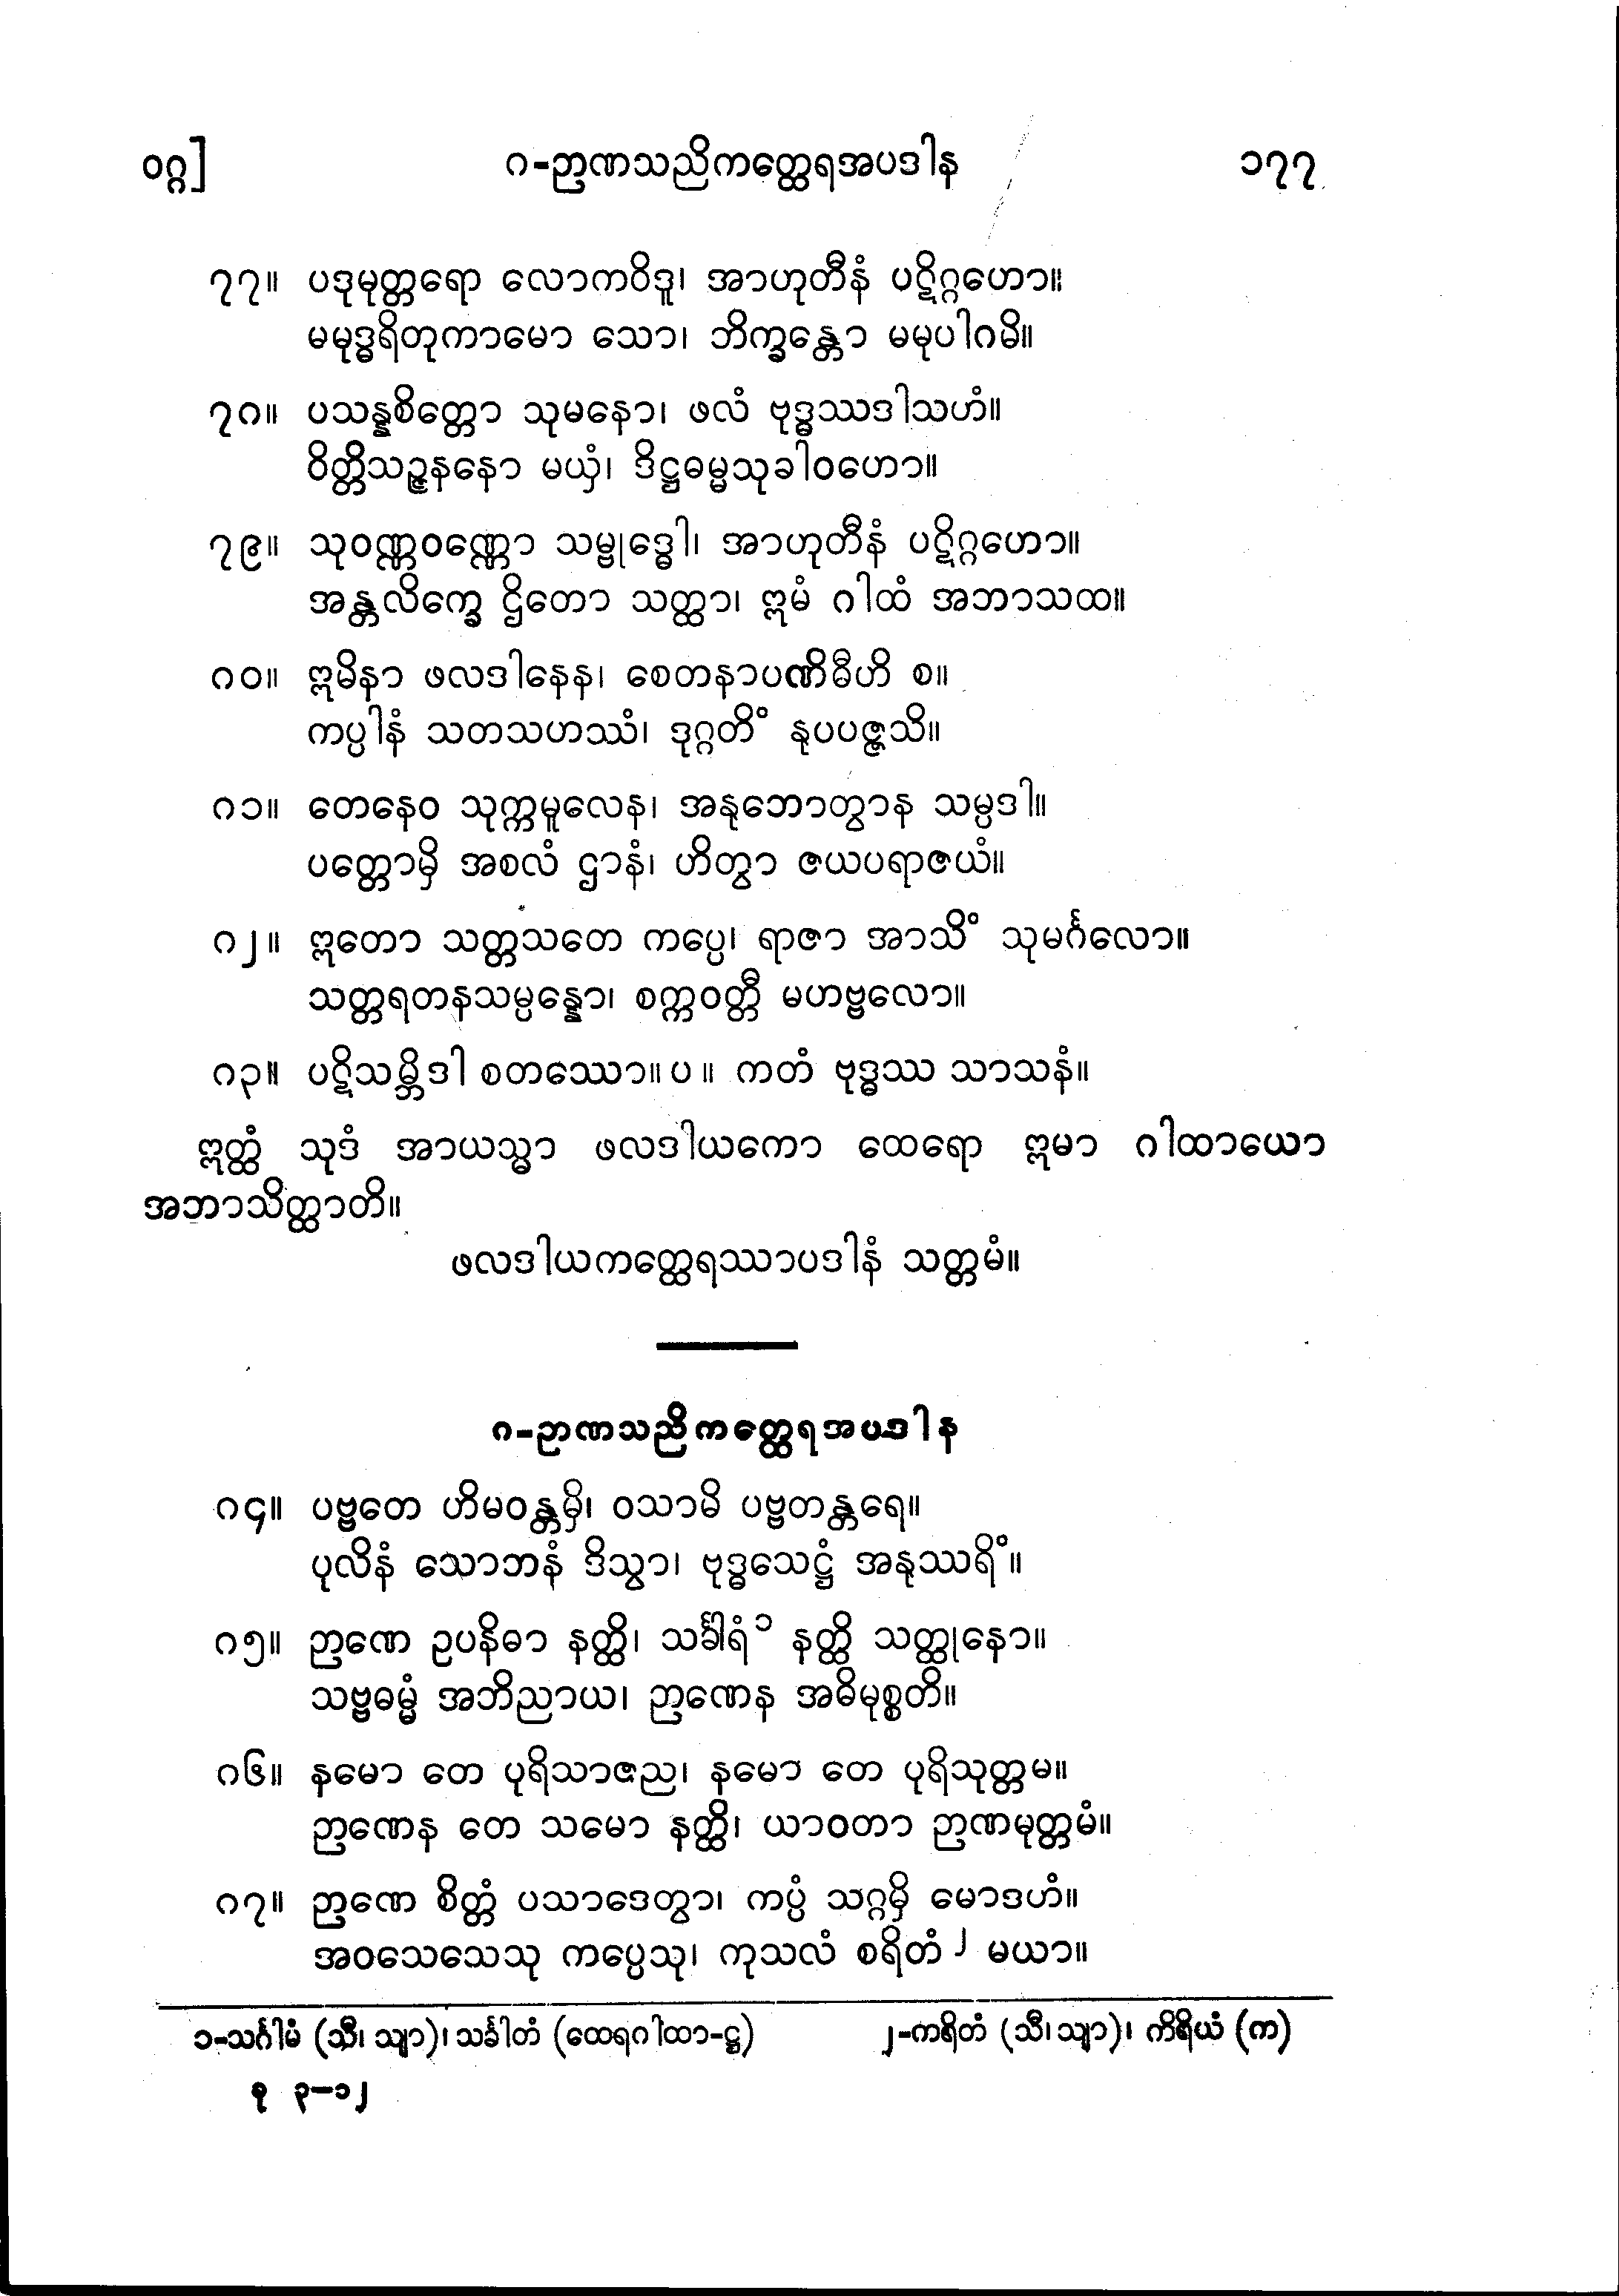 ဝဂ္ဂ] ၈-ဉာဏသညိကတ္ထေရအပဒါန ၁၇၇
၇၇။ ပဒုမုတ္တရော လောကဝိဒူ၊ အာဟုတီနံ ပဋိဂ္ဂဟော။
မမုဒ္ဓရိတုကာမော သော၊ ဘိက္ခန္တော မမုပါဂမိ။
၇၈။ ပသန္နစိတ္တော သုမနော၊ ဖလံ ဗုဒ္ဓဿဒါသဟံ။
ဝိတ္တိသဉ္ဇနနော မယှံ၊ ဒိဋ္ဌဓမ္မသုခါဝဟော။
၇၉။ သုဝဏ္ဏဝဏ္ဏော သမ္ဗုဒ္ဓေါ၊ အာဟုတီနံ ပဋိဂ္ဂဟော။
အန္တလိက္ခေ ဌိတော သတ္ထာ၊ ဣမံ ဂါထံ အဘာသထ။
၈၀။ ဣမိနာ ဖလဒါနေန၊ စေတနာပဏိဓီဟိ စ။
ကပ္ပါနံ သတသဟဿံ၊ ဒုဂ္ဂတိံ နုပပဇ္ဇသိ။
၈၁။ တေနေဝ သုက္ကမူလေန၊ အနုဘောတွာန သမ္ပဒါ။
ပတ္တောမှိ အစလံ ဌာနံ၊ ဟိတွာ ဇယပရာဇယံ။
၈၂။ ဣတော သတ္တသတေ ကပ္ပေ၊ ရာဇာ အာသိံ သုမင်္ဂလော။
သတ္တရတနသမ္ပန္နော၊ စက္ကဝတ္တီ မဟဗ္ဗလော။
၈၃။ ပဋိသမ္ဘိဒါ စတဿော။ ပ ။ ကတံ ဗုဒ္ဓဿ သာသနံ။
ဣတ္ထံ သုဒံ အာယသ္မာ ဖလဒါယကော ထေရော ဣမာ ဂါထာယော
အဘာသိတ္ထာတိ။
ဖလဒါယကတ္ထေရဿာပဒါနံ သတ္တမံ။
၈-ဉာဏသညိကတ္ထေရအပဒါန
၈၄။ ပဗ္ဗတေ ဟိမဝန္တမှိ၊ ဝသာမိ ပဗ္ဗတန္တရေ။
ပုလိနံ သောဘနံ ဒိသွာ၊ ဗုဒ္ဓသေဋ္ဌံ အနုဿရိံ။
၈၅။ ဉာဏေ ဥပနိဓာ နတ္ထိ၊ သင်္ခါရံ၁ နတ္ထိ သတ္ထုနော။
သဗ္ဗဓမ္မံ အဘိညာယ၊ ဉာဏေန အဓိမုစ္စတိ။
၈၆။ နမော တေ ပုရိသာဇည၊ နမော တေ ပုရိသုတ္တမ။
ဉာဏေန တေ သမော နတ္ထိ၊ ယာဝတာ ဉာဏမုတ္တမံ။
၈၇။ ဉာဏေ စိတ္တံ ပသာဒေတွာ၊ ကပ္ပံ သဂ္ဂမှိ မောဒဟံ။
အဝသေသေသု ကပ္ပေသု၊ ကုသလံ စရိတံ၂ မယာ။
၁-သင်္ဂါမံ (သီ၊ သျာ)၊ သင်္ခါတံ (ထေရဂါထာ-ဋ္ဌ) ၂-ကရိတံ (သီ၊ သျာ)၊ ကိရိယံ (က)
ခု ၃–၁၂